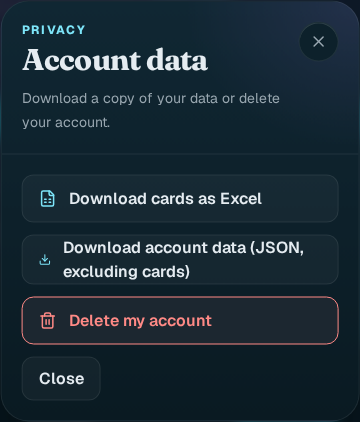 PRIVACY
Account data
Download a copy of your data or delete
your account.
Download cards as Excel
Download account data (JSON,
excluding cards)
Delete my account
Close